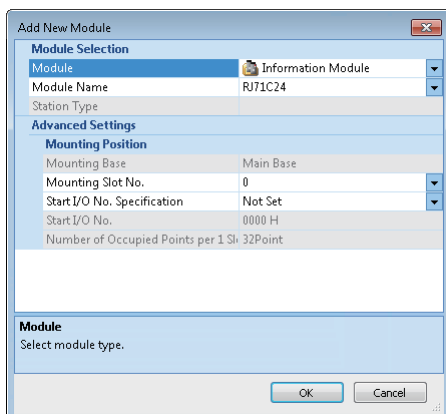 Add New Module
Module Selection
Module Information Module
Module Name RJ71C24
Station Type
Advanced Settings
Mounting Position
Mounting Base Main Base
Mounting Slot No. 0
Start I/O No. Specification Not Set
Start I/O No. 0000 H
Number of Occupied Points per 1 Sl 32Point
Module
Select module type.
OK Cancel